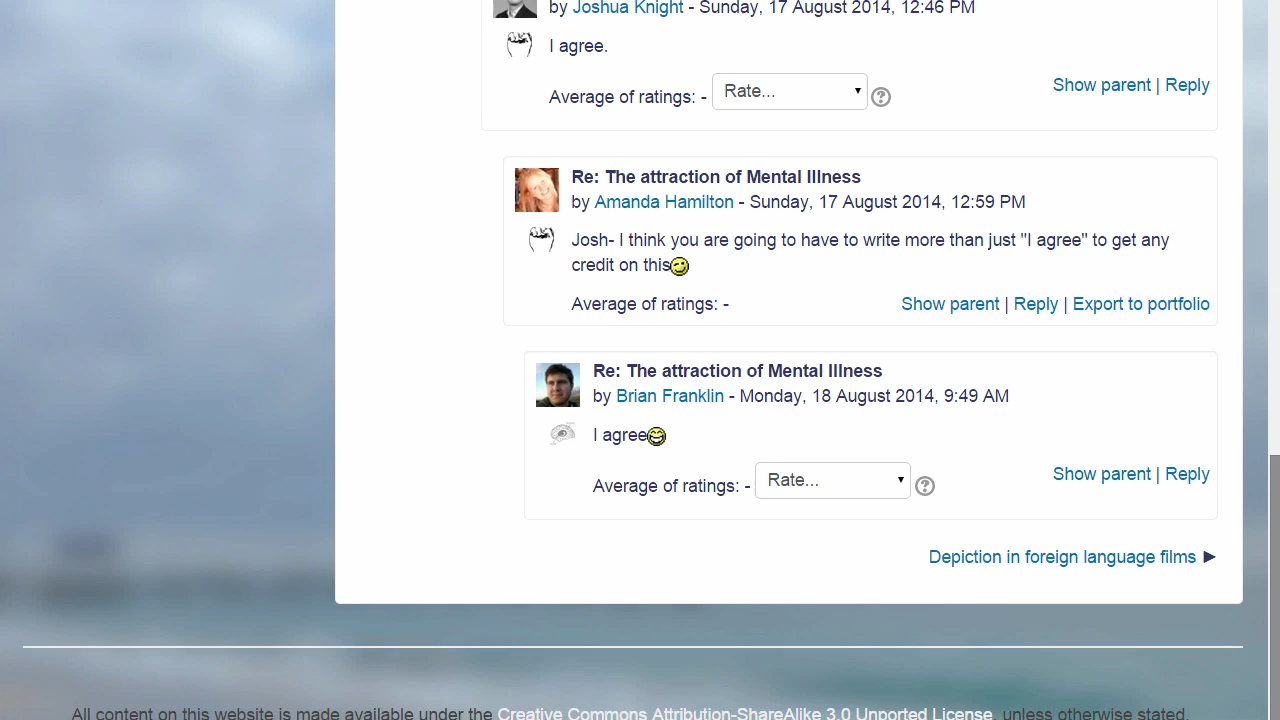 by Joshua Knight - Sunday, 17 August 2014, 12:46 PM
I agree.
Average of ratings: - Rate...
Show parent | Reply
Re: The attraction of Mental Illness
by Amanda Hamilton - Sunday, 17 August 2014, 12:59 PM
Josh- I think you are going to have to write more than just "I agree" to get any
credit on this
Average of ratings: -
Show parent | Reply | Export to portfolio
Re: The attraction of Mental Illness
by Brian Franklin - Monday, 18 August 2014, 9:49 AM
I agree
Average of ratings: - Rate...
Show parent | Reply
Depiction in foreign language films ►
All content on this website is made available under the Creative Commons Attribution-ShareAlike 3.0 Unported License, unless otherwise stated.